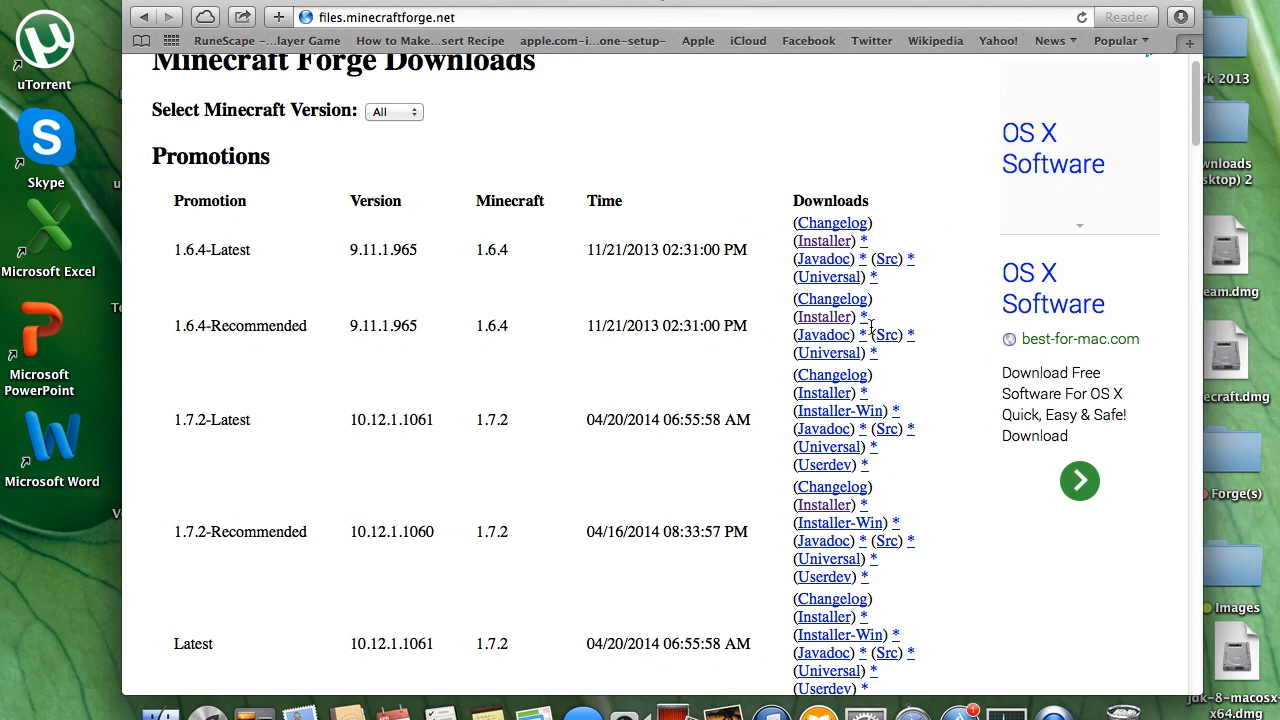 files.minecraftforge.net
Reader
RuneScape -...layer Game
How to Make...sert Recipe
apple.com-i...one-setup-
Apple
iCloud
Facebook
Twitter
Wikipedia
Yahoo!
News
Popular
Minecraft Forge Downloads
Select Minecraft Version: All
Promotions
Promotion Version Minecraft Time Downloads
(Changelog)
1.6.4-Latest 9.11.1.965 1.6.4 11/21/2013 02:31:00 PM (Installer) *
(Javadoc) * (Src) *
(Universal) *
(Changelog)
1.6.4-Recommended 9.11.1.965 1.6.4 11/21/2013 02:31:00 PM (Installer) *
(Javadoc) * (Src) *
(Universal) *
(Changelog)
(Installer) *
1.7.2-Latest 10.12.1.1061 1.7.2 04/20/2014 06:55:58 AM (Installer-Win) *
(Javadoc) * (Src) *
(Universal) *
(Userdev) *
(Changelog)
(Installer) *
1.7.2-Recommended 10.12.1.1060 1.7.2 04/16/2014 08:33:57 PM (Installer-Win) *
(Javadoc) * (Src) *
(Universal) *
(Userdev) *
(Changelog)
(Installer) *
Latest 10.12.1.1061 1.7.2 04/20/2014 06:55:58 AM (Installer-Win) *
(Javadoc) * (Src) *
(Universal) *
(Userdev) *
OS X
Software
OS X
Software
best-for-mac.com
Download Free
Software For OS X
Quick, Easy & Safe!
Download
uTorrent
Skype
Microsoft Excel
Microsoft
PowerPoint
Microsoft Word
rk 2013
wnloads
sktop) 2
eam.dmg
ecraft.dmg
Forge(s)
Images
jdk-8-macosx-
x64.dmg
1